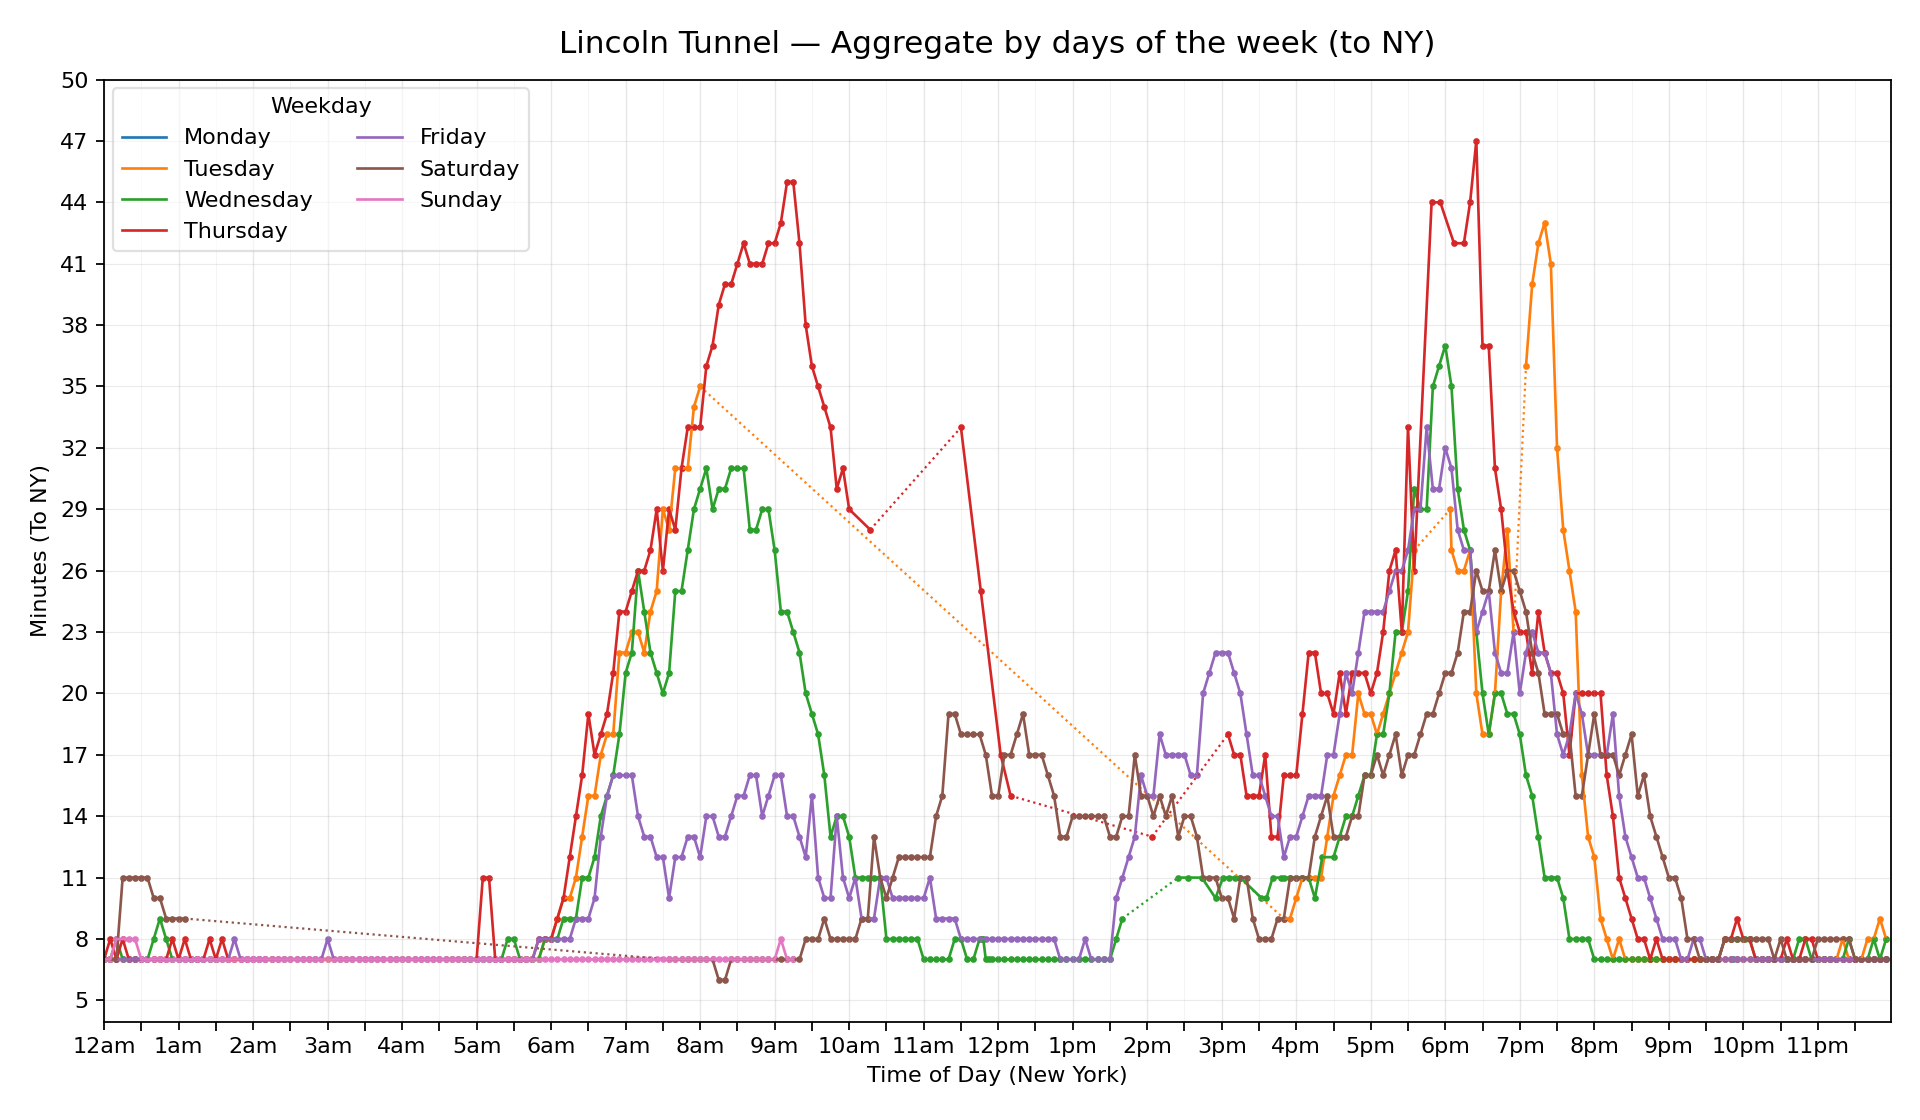 Lincoln Tunnel — Aggregate by days of the week (to NY)
Weekday
Monday Friday
Tuesday Saturday
Wednesday Sunday
Thursday
50
47
44
41
38
35
32
29
26
23
20
17
14
11
8
5
Minutes (To NY)
12am 1am 2am 3am 4am 5am 6am 7am 8am 9am 10am 11am 12pm 1pm 2pm 3pm 4pm 5pm 6pm 7pm 8pm 9pm 10pm 11pm
Time of Day (New York)